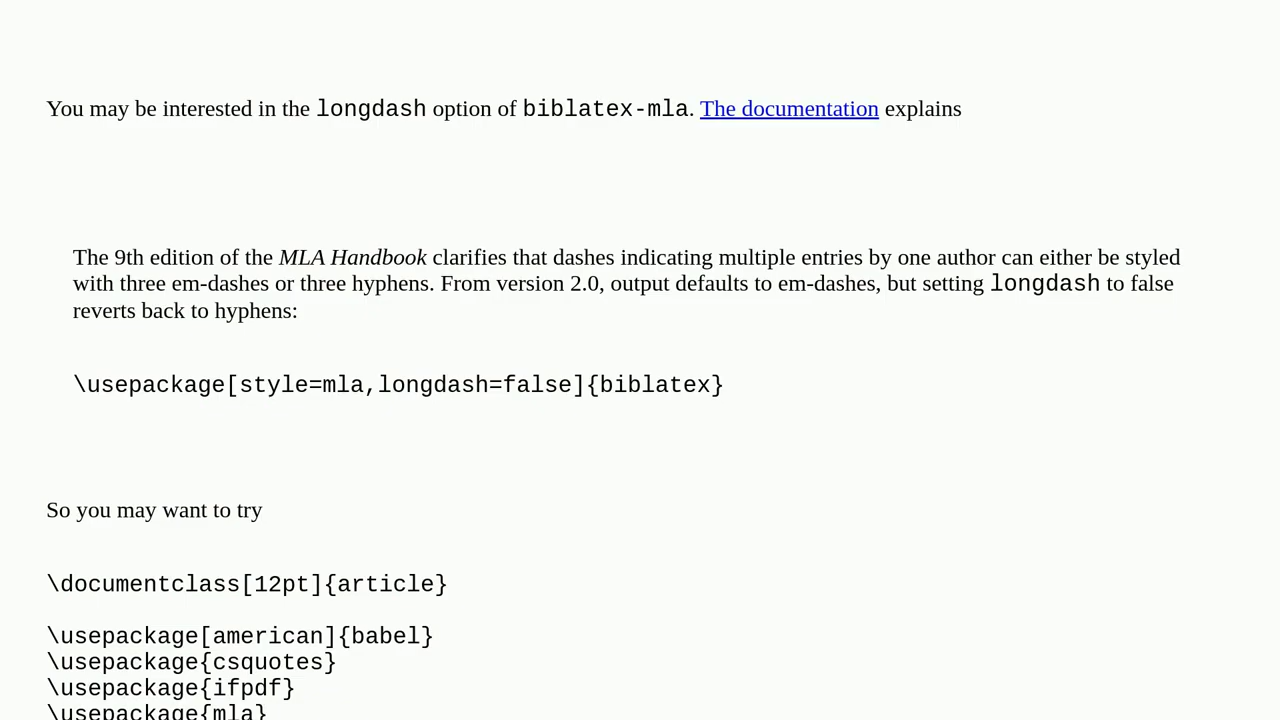 You may be interested in the longdash option of biblatex-mla. The documentation explains
The 9th edition of the MLA Handbook clarifies that dashes indicating multiple entries by one author can either be styled
with three em-dashes or three hyphens. From version 2.0, output defaults to em-dashes, but setting longdash to false
reverts back to hyphens:
\usepackage[style=mla,longdash=false]{biblatex}
So you may want to try
\documentclass[12pt]{article}
\usepackage[american]{babel}
\usepackage{csquotes}
\usepackage{ifpdf}
\usepackage{mla}